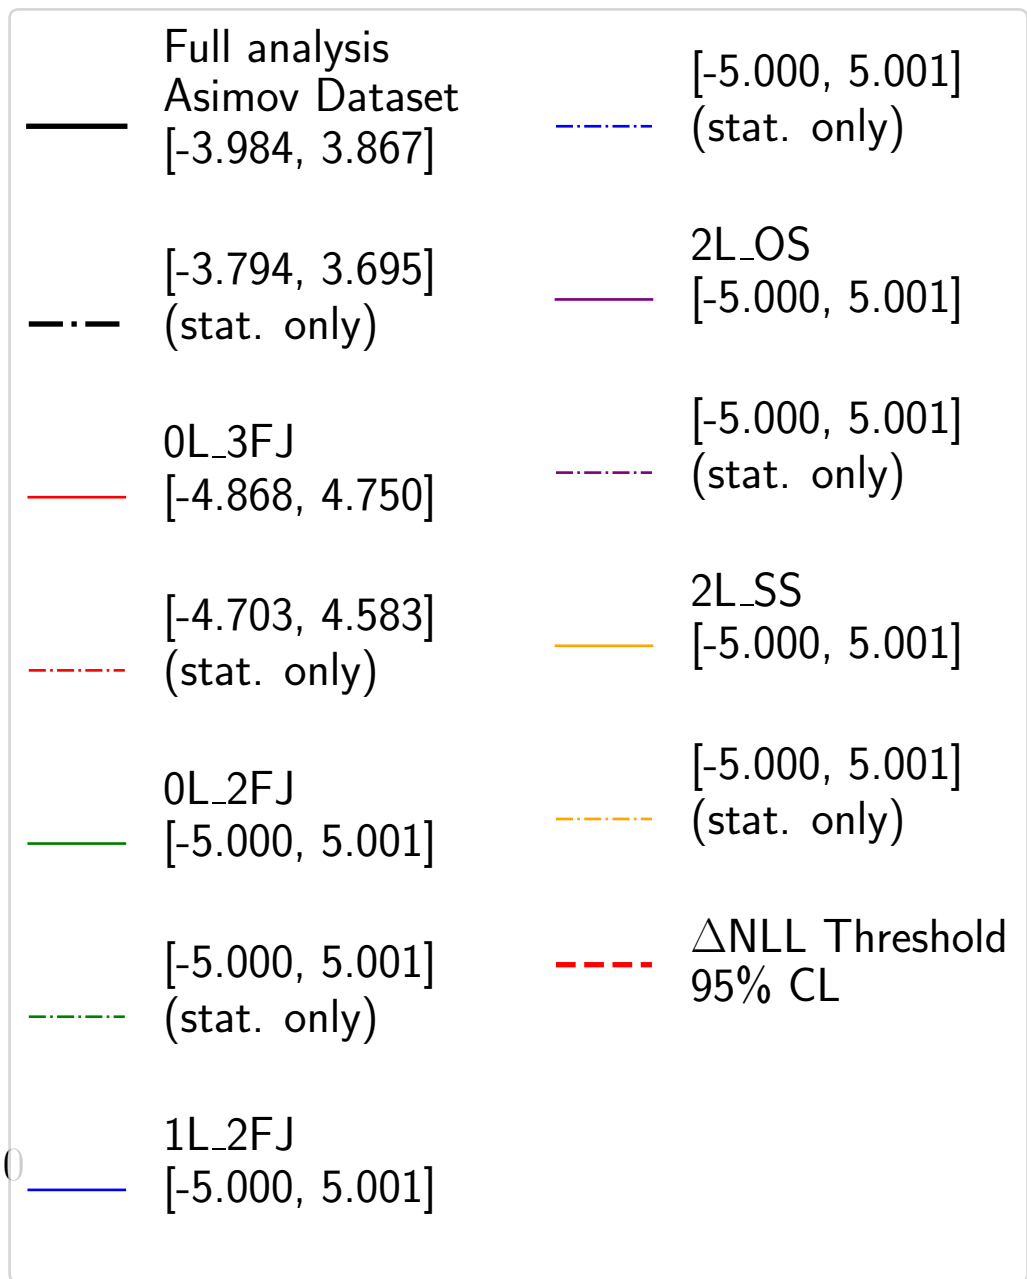 Full analysis
Asimov Dataset
[-3.984, 3.867]
[-3.794, 3.695]
(stat. only)
0L_3FJ
[-4.868, 4.750]
[-4.703, 4.583]
(stat. only)
0L_2FJ
[-5.000, 5.001]
[-5.000, 5.001]
(stat. only)
1L_2FJ
[-5.000, 5.001]
0
[-5.000, 5.001]
(stat. only)
2L_OS
[-5.000, 5.001]
[-5.000, 5.001]
(stat. only)
2L_SS
[-5.000, 5.001]
[-5.000, 5.001]
(stat. only)
ΔNLL Threshold
95% CL